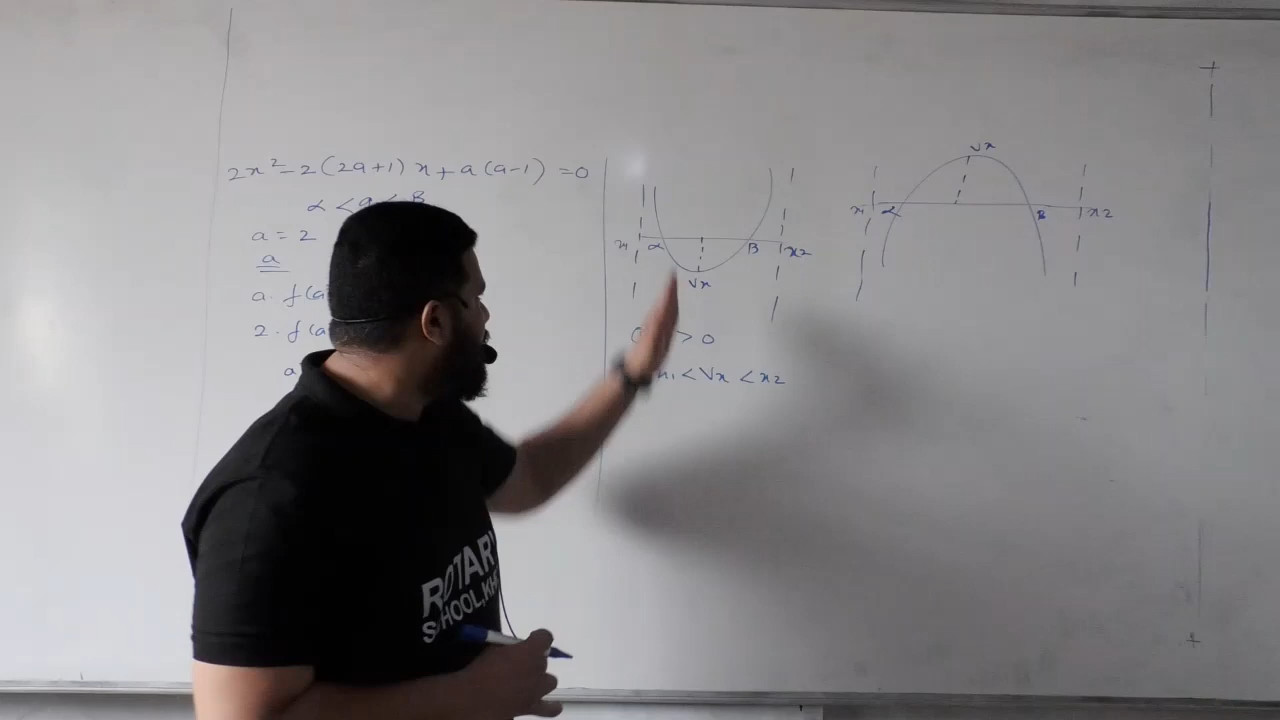 2x² - 2(2a+1)x + a(a-1) = 0
α < a < β
a = 2
a
a. f(a
2. f(a
a
x1 α β x2
Vx
> 0
x1 < Vx < x2
Vx
x1 α β x2
ROTARY
SCHOOL, KH